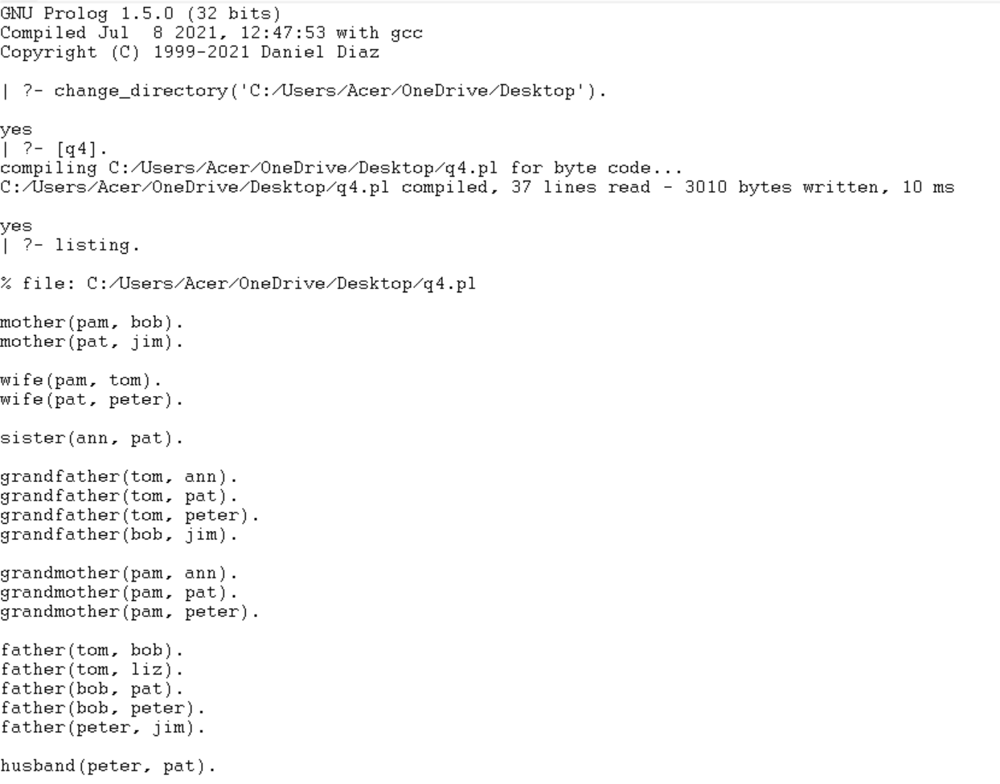 GNU Prolog 1.5.0 (32 bits)
Compiled Jul  8 2021, 12:47:53 with gcc
Copyright (C) 1999-2021 Daniel Diaz
| ?- change_directory('C:/Users/Acer/OneDrive/Desktop').
yes
| ?- [q4].
compiling C:/Users/Acer/OneDrive/Desktop/q4.pl for byte code...
C:/Users/Acer/OneDrive/Desktop/q4.pl compiled, 37 lines read - 3010 bytes written, 10 ms
yes
| ?- listing.
% file: C:/Users/Acer/OneDrive/Desktop/q4.pl
mother(pam, bob).
mother(pat, jim).
wife(pam, tom).
wife(pat, peter).
sister(ann, pat).
grandfather(tom, ann).
grandfather(tom, pat).
grandfather(tom, peter).
grandfather(bob, jim).
grandmother(pam, ann).
grandmother(pam, pat).
grandmother(pam, peter).
father(tom, bob).
father(tom, liz).
father(bob, pat).
father(bob, peter).
father(peter, jim).
husband(peter, pat).